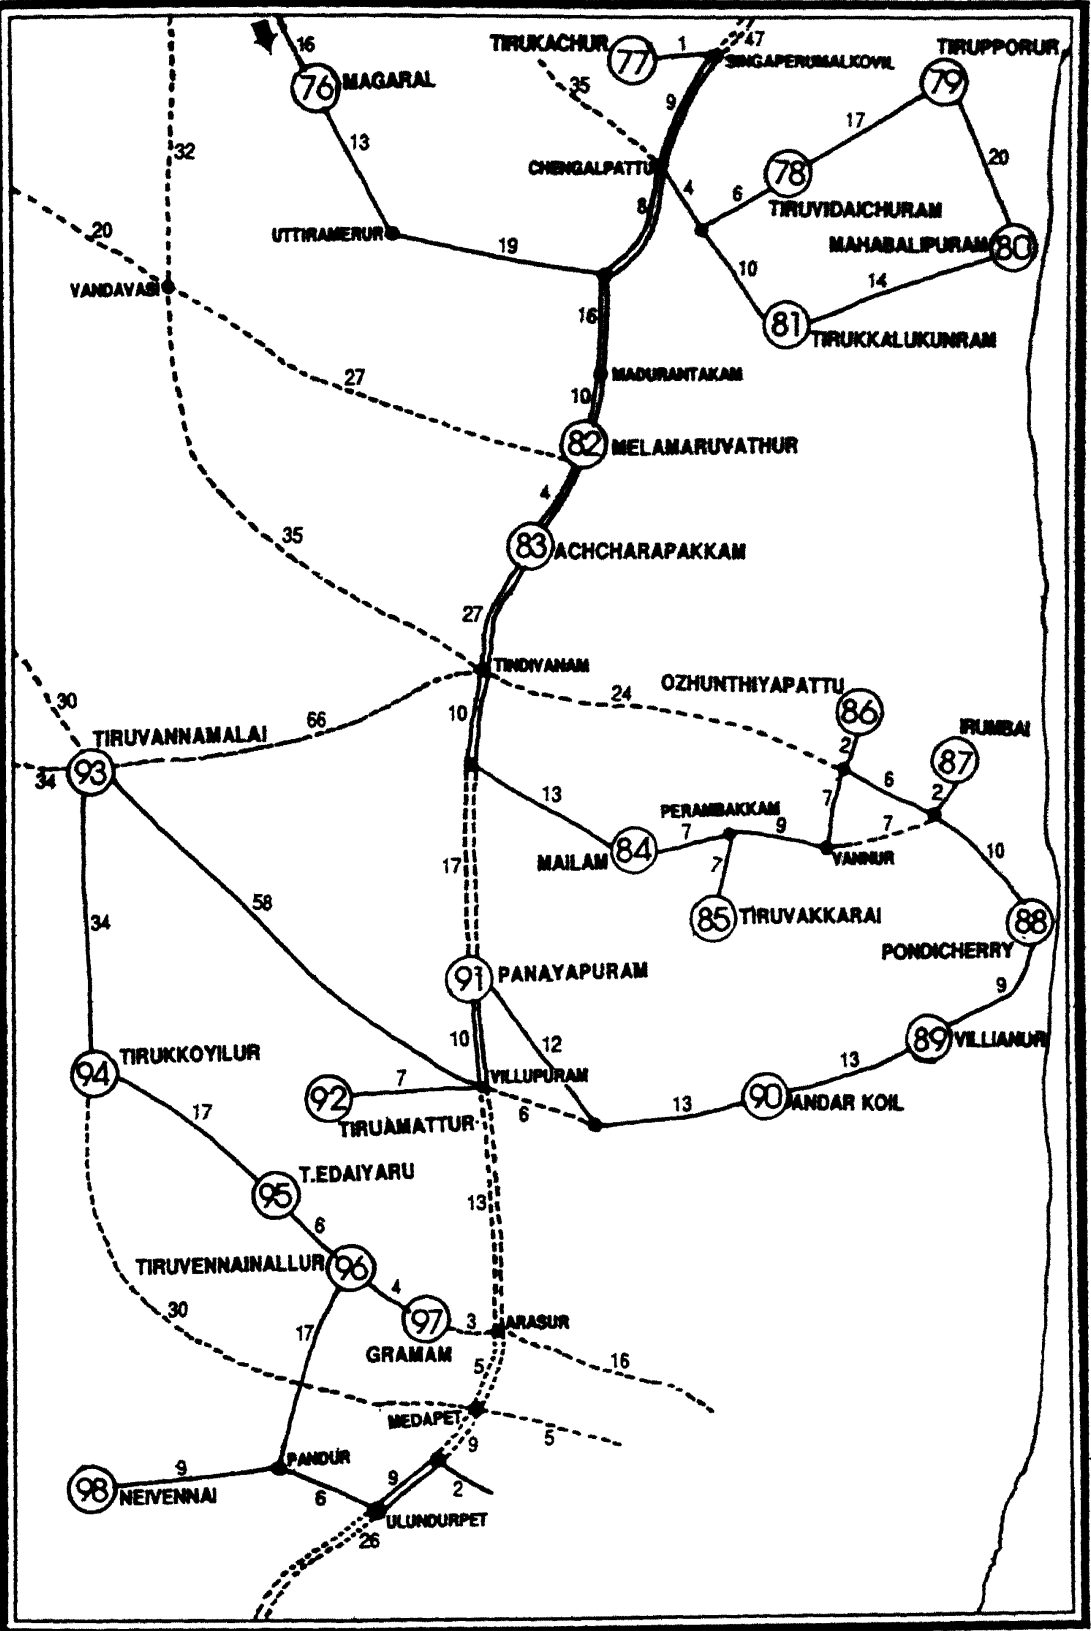 16
TIRUKACHUR
77
1
47
SINGAPERUMALKOVIL
TIRUPPORUR
79
76
MAGARAL
35
9
17
32
13
CHENGALPATTU
4
6
78
20
TIRUVIDAICHURAM
8
20
UTTIRAMERUR
19
MAHABALIPURAM
80
10
14
VANDAVASI
16
81
TIRUKKALUKUNRAM
27
MADURANTAKAM
10
82
MELAMARUVATHUR
4
35
83
ACHCHARAPAKKAM
27
TINDIVANAM
OZHUNTHIYAPATTU
86
30
24
66
10
TIRUVANNAMALAI
IRUMBAI
2
87
34
93
6
13
7
2
PERAMBAKKAM
7
9
7
MAILAM
84
VANNUR
10
17
7
58
34
85
TIRUVAKKARAI
88
PONDICHERRY
91
PANAYAPURAM
9
10
12
89
VILLIANUR
TIRUKKOYILUR
94
7
VILLUPURAM
13
92
6
13
90
ANDAR KOIL
TIRUAMATTUR
17
T.EDAIYARU
95
13
6
TIRUVENNAINALLUR
96
4
30
97
3
ARASUR
17
GRAMAM
5
16
MEDAPET
9
5
PANDUR
9
9
98
NEIVENNAI
6
2
ULUNDURPET
26